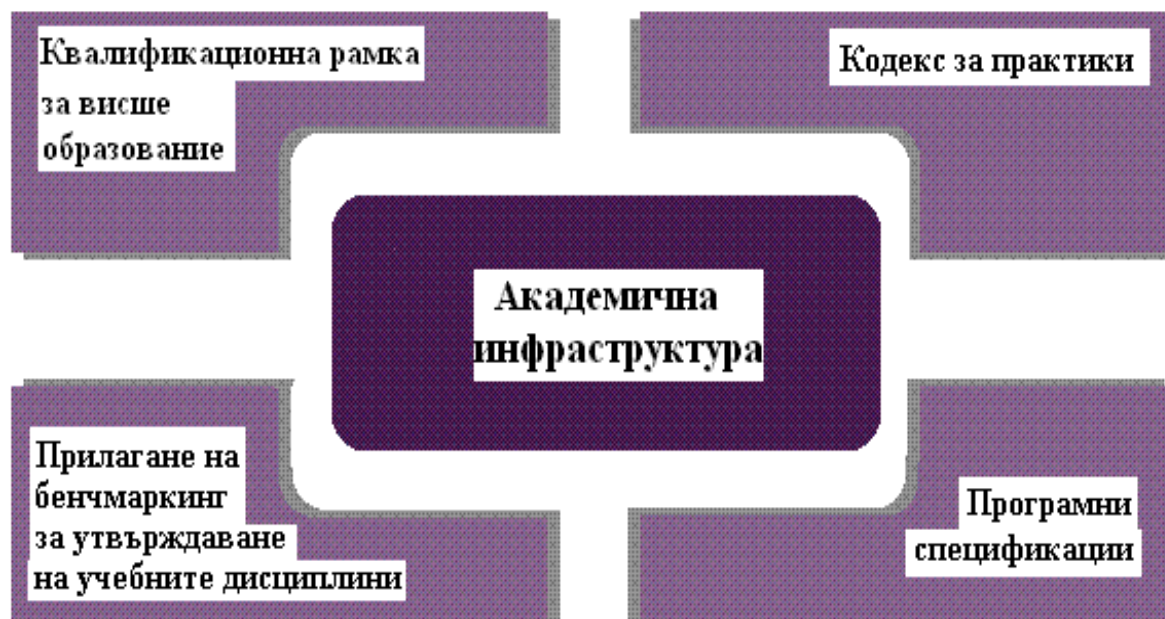 Квалификационна рамка
за висше
образование
Кодекс за практики
Академична
инфраструктура
Прилагане на
бенчмаркинг
за утвърждаване
на учебните дисциплини
Програмни
спецификации